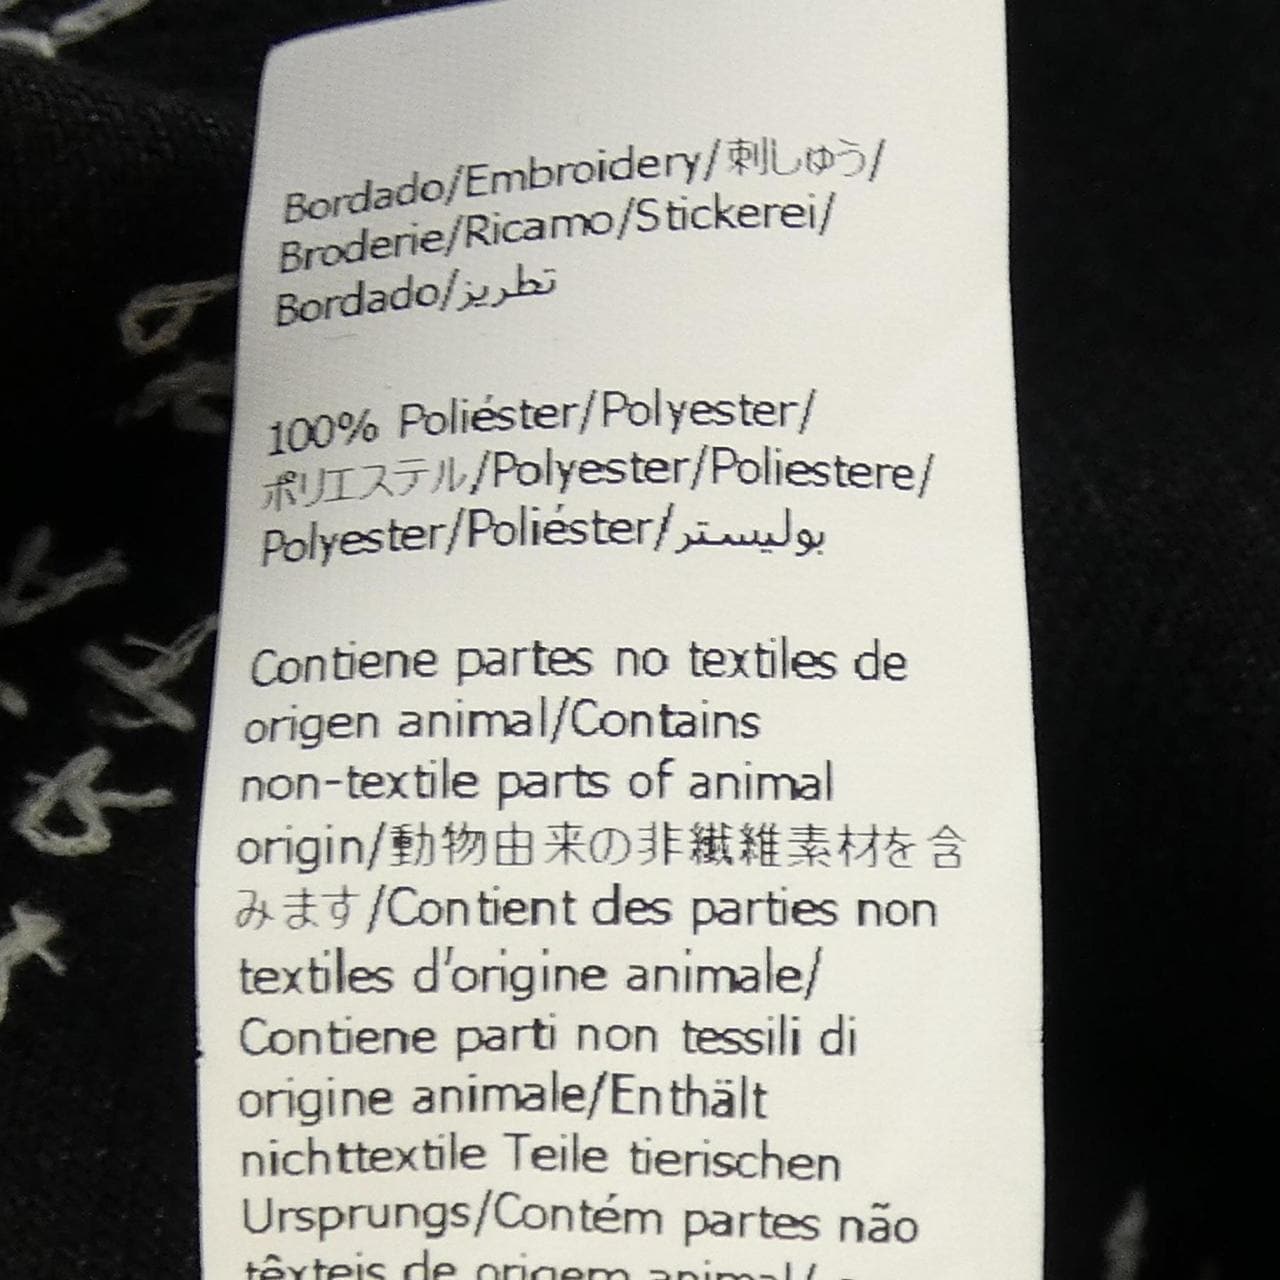 Bordado/Embroidery/刺しゅう/
Broderie/Ricamo/Stickerei/
Bordado/تطريز
100% Poliéster/Polyester/
ポリエステル/Polyester/Poliestere/
Polyester/Poliéster/بوليستر
Contiene partes no textiles de
origen animal/Contains
non-textile parts of animal
origin/動物由来の非繊維素材を含
みます/Contient des parties non
textiles d'origine animale/
Contiene parti non tessili di
origine animale/Enthält
nichttextile Teile tierischen
Ursprungs/Contém partes não
têxteis de origem animal/